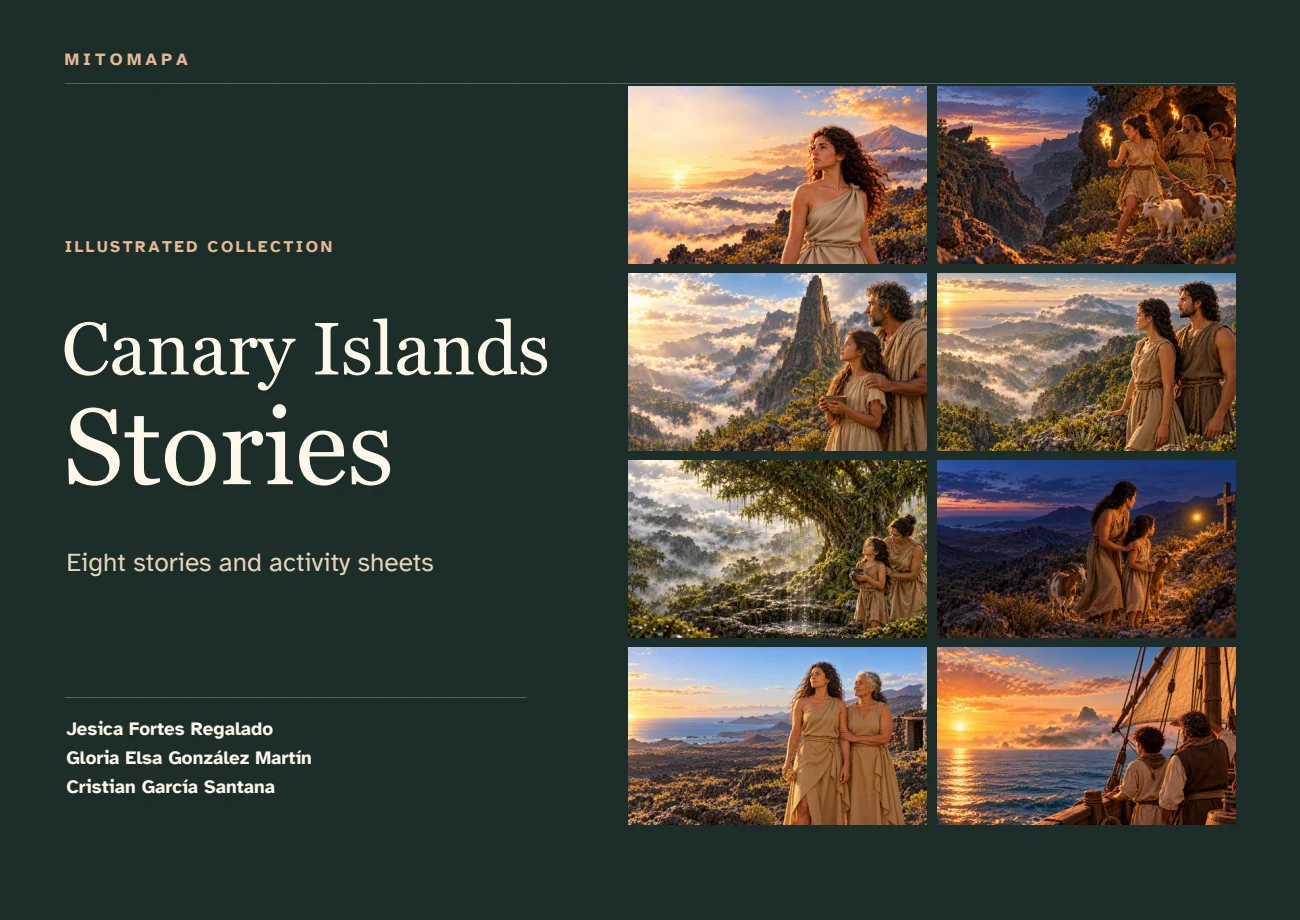 MITOMAPA
ILLUSTRATED COLLECTION
Canary Islands
Stories
Eight stories and activity sheets
Jesica Fortes Regalado
Gloria Elsa González Martín
Cristian García Santana